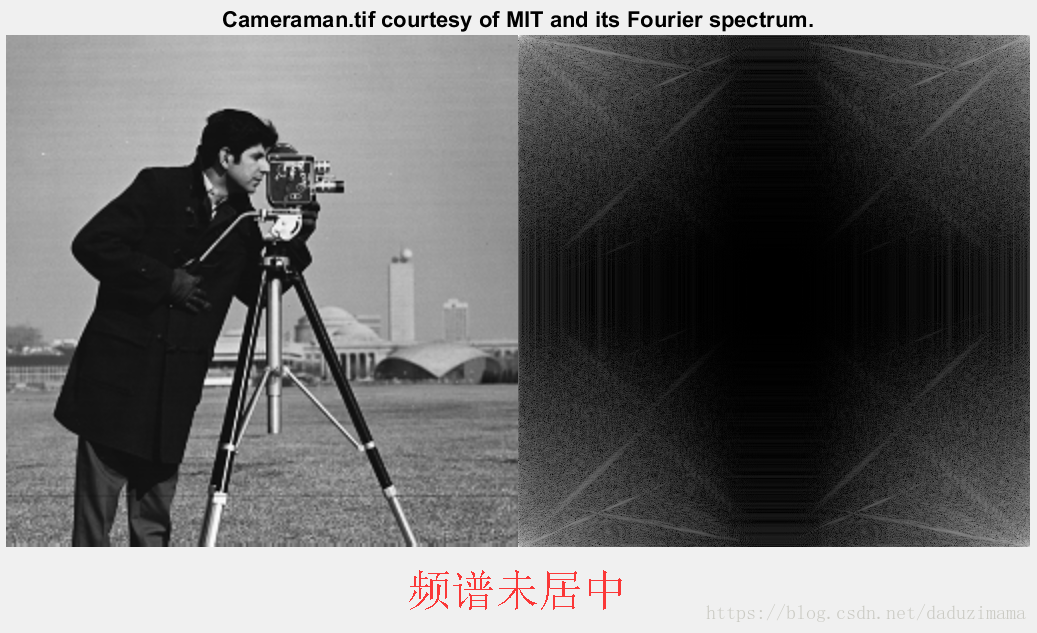 Cameraman.tif courtesy of MIT and its Fourier spectrum.
频谱未居中
https://blog.csdn.net/daduzimama